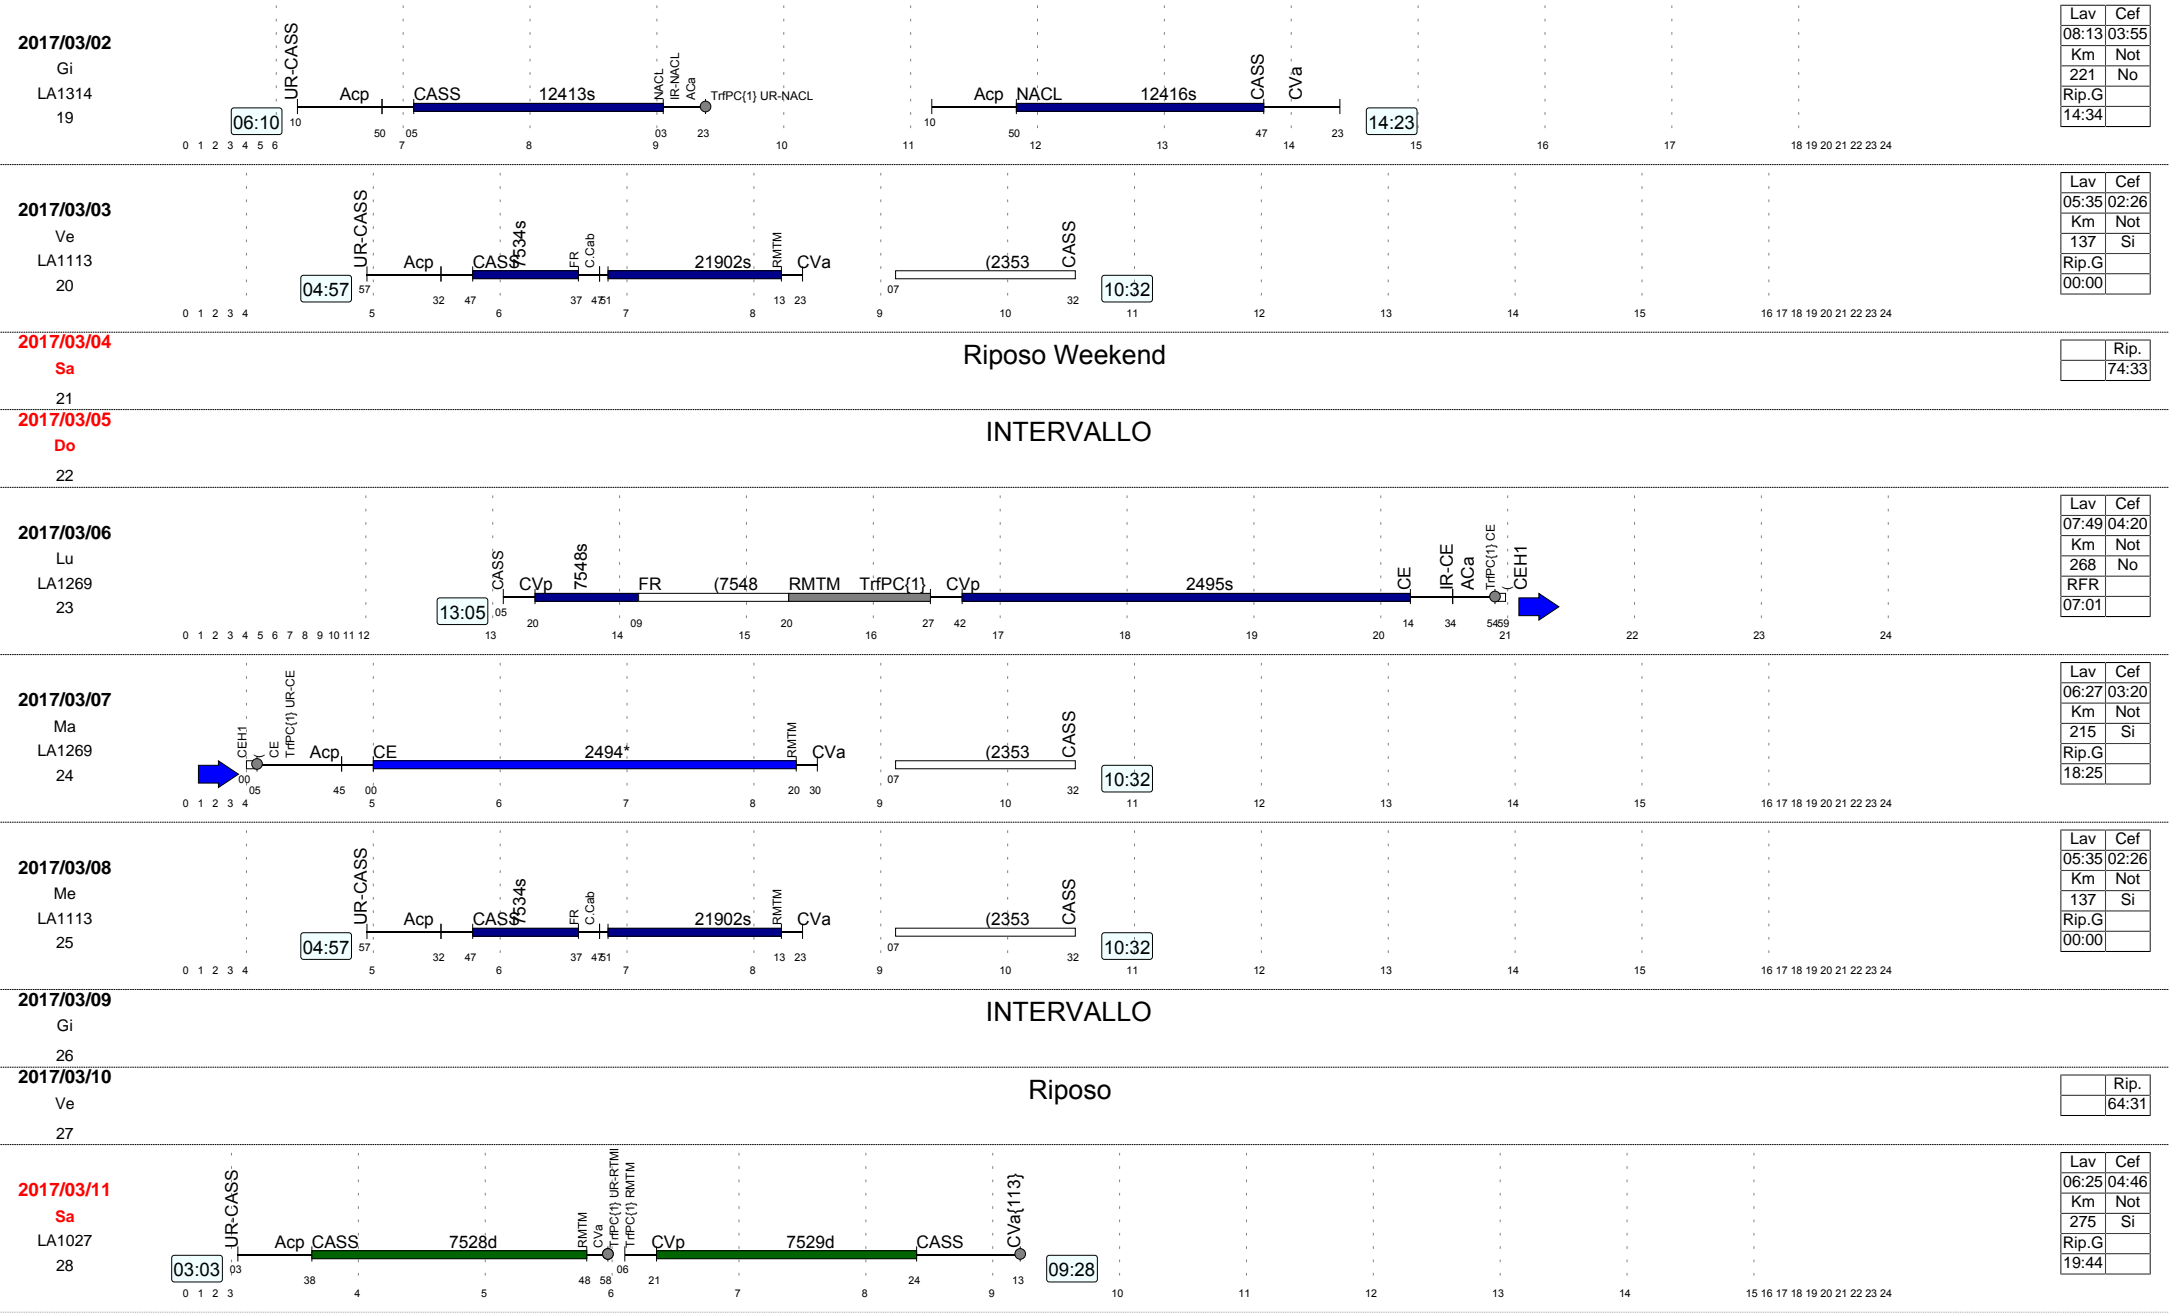 2017/03/02
Gi
LA1314
19
06:10
UR-CASS
Acp
CASS
12413s
NACL
IR-NACL
ACa
TrfPC{1} UR-NACL
Acp
NACL
12416s
CASS
CVa
14:23
10 50 05 03 23 10 50 47 23
0 1 2 3 4 5 6 7 8 9 10 11 12 13 14 15 16 17 18 19 20 21 22 23 24
Lav Cef
08:13 03:55
Km Not
221 No
Rip.G
14:34
2017/03/03
Ve
LA1113
20
04:57
UR-CASS
Acp
CASS
7534s
FR
C.Cab
21902s
RMTM
CVa
(2353
CASS
10:32
57 32 47 37 47 51 13 23 07 32
0 1 2 3 4 5 6 7 8 9 10 11 12 13 14 15 16 17 18 19 20 21 22 23 24
Lav Cef
05:35 02:26
Km Not
137 Si
Rip.G
00:00
2017/03/04
Sa
21
Riposo Weekend
Rip.
74:33
2017/03/05
Do
22
INTERVALLO
2017/03/06
Lu
LA1269
23
13:05
CASS
CVp
7548s
FR
(7548
RMTM
TrfPC{1}
CVp
2495s
CE
IR-CE
ACa
TrfPC{1} CE
(
CEH1
05 20 09 20 27 42 14 34 54 59
0 1 2 3 4 5 6 7 8 9 10 11 12 13 14 15 16 17 18 19 20 21 22 23 24
Lav Cef
07:49 04:20
Km Not
268 No
RFR
07:01
2017/03/07
Ma
LA1269
24
CEH1
(
CE
TrfPC{1} UR-CE
Acp
CE
2494*
RMTM
CVa
(2353
CASS
10:32
00 05 45 00 20 30 07 32
0 1 2 3 4 5 6 7 8 9 10 11 12 13 14 15 16 17 18 19 20 21 22 23 24
Lav Cef
06:27 03:20
Km Not
215 Si
Rip.G
18:25
2017/03/08
Me
LA1113
25
04:57
UR-CASS
Acp
CASS
7534s
FR
C.Cab
21902s
RMTM
CVa
(2353
CASS
10:32
57 32 47 37 47 51 13 23 07 32
0 1 2 3 4 5 6 7 8 9 10 11 12 13 14 15 16 17 18 19 20 21 22 23 24
Lav Cef
05:35 02:26
Km Not
137 Si
Rip.G
00:00
2017/03/09
Gi
26
INTERVALLO
2017/03/10
Ve
27
Riposo
Rip.
64:31
2017/03/11
Sa
LA1027
28
03:03
UR-CASS
Acp
CASS
7528d
RMTM
CVa
TrfPC{1} UR-RTMI
TrfPC{1} RMTM
CVp
7529d
CASS
CVa{113}
09:28
03 38 48 58 06 21 24 13
0 1 2 3 4 5 6 7 8 9 10 11 12 13 14 15 16 17 18 19 20 21 22 23 24
Lav Cef
06:25 04:46
Km Not
275 Si
Rip.G
19:44